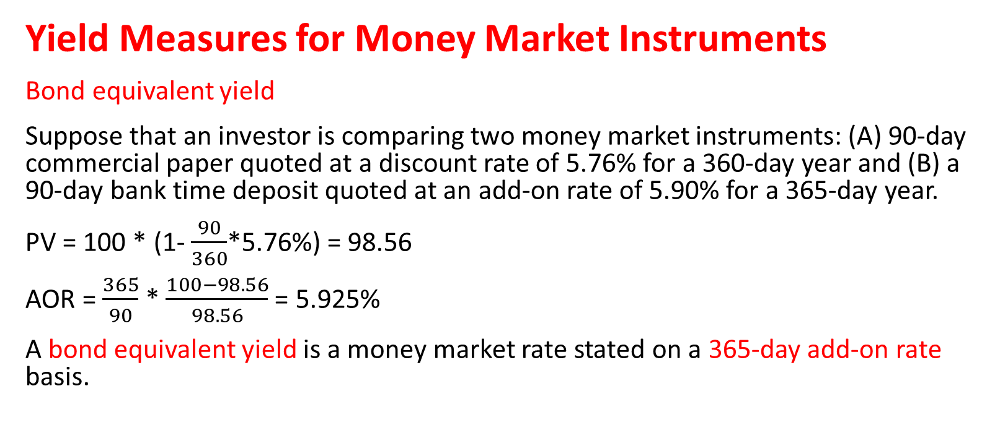 Yield Measures for Money Market Instruments
Bond equivalent yield
Suppose that an investor is comparing two money market instruments: (A) 90-day
commercial paper quoted at a discount rate of 5.76% for a 360-day year and (B) a
90-day bank time deposit quoted at an add-on rate of 5.90% for a 365-day year.
PV = 100 * (1- 90/360 *5.76%) = 98.56
AOR = 365/90 * 100−98.56/98.56 = 5.925%
A bond equivalent yield is a money market rate stated on a 365-day add-on rate
basis.